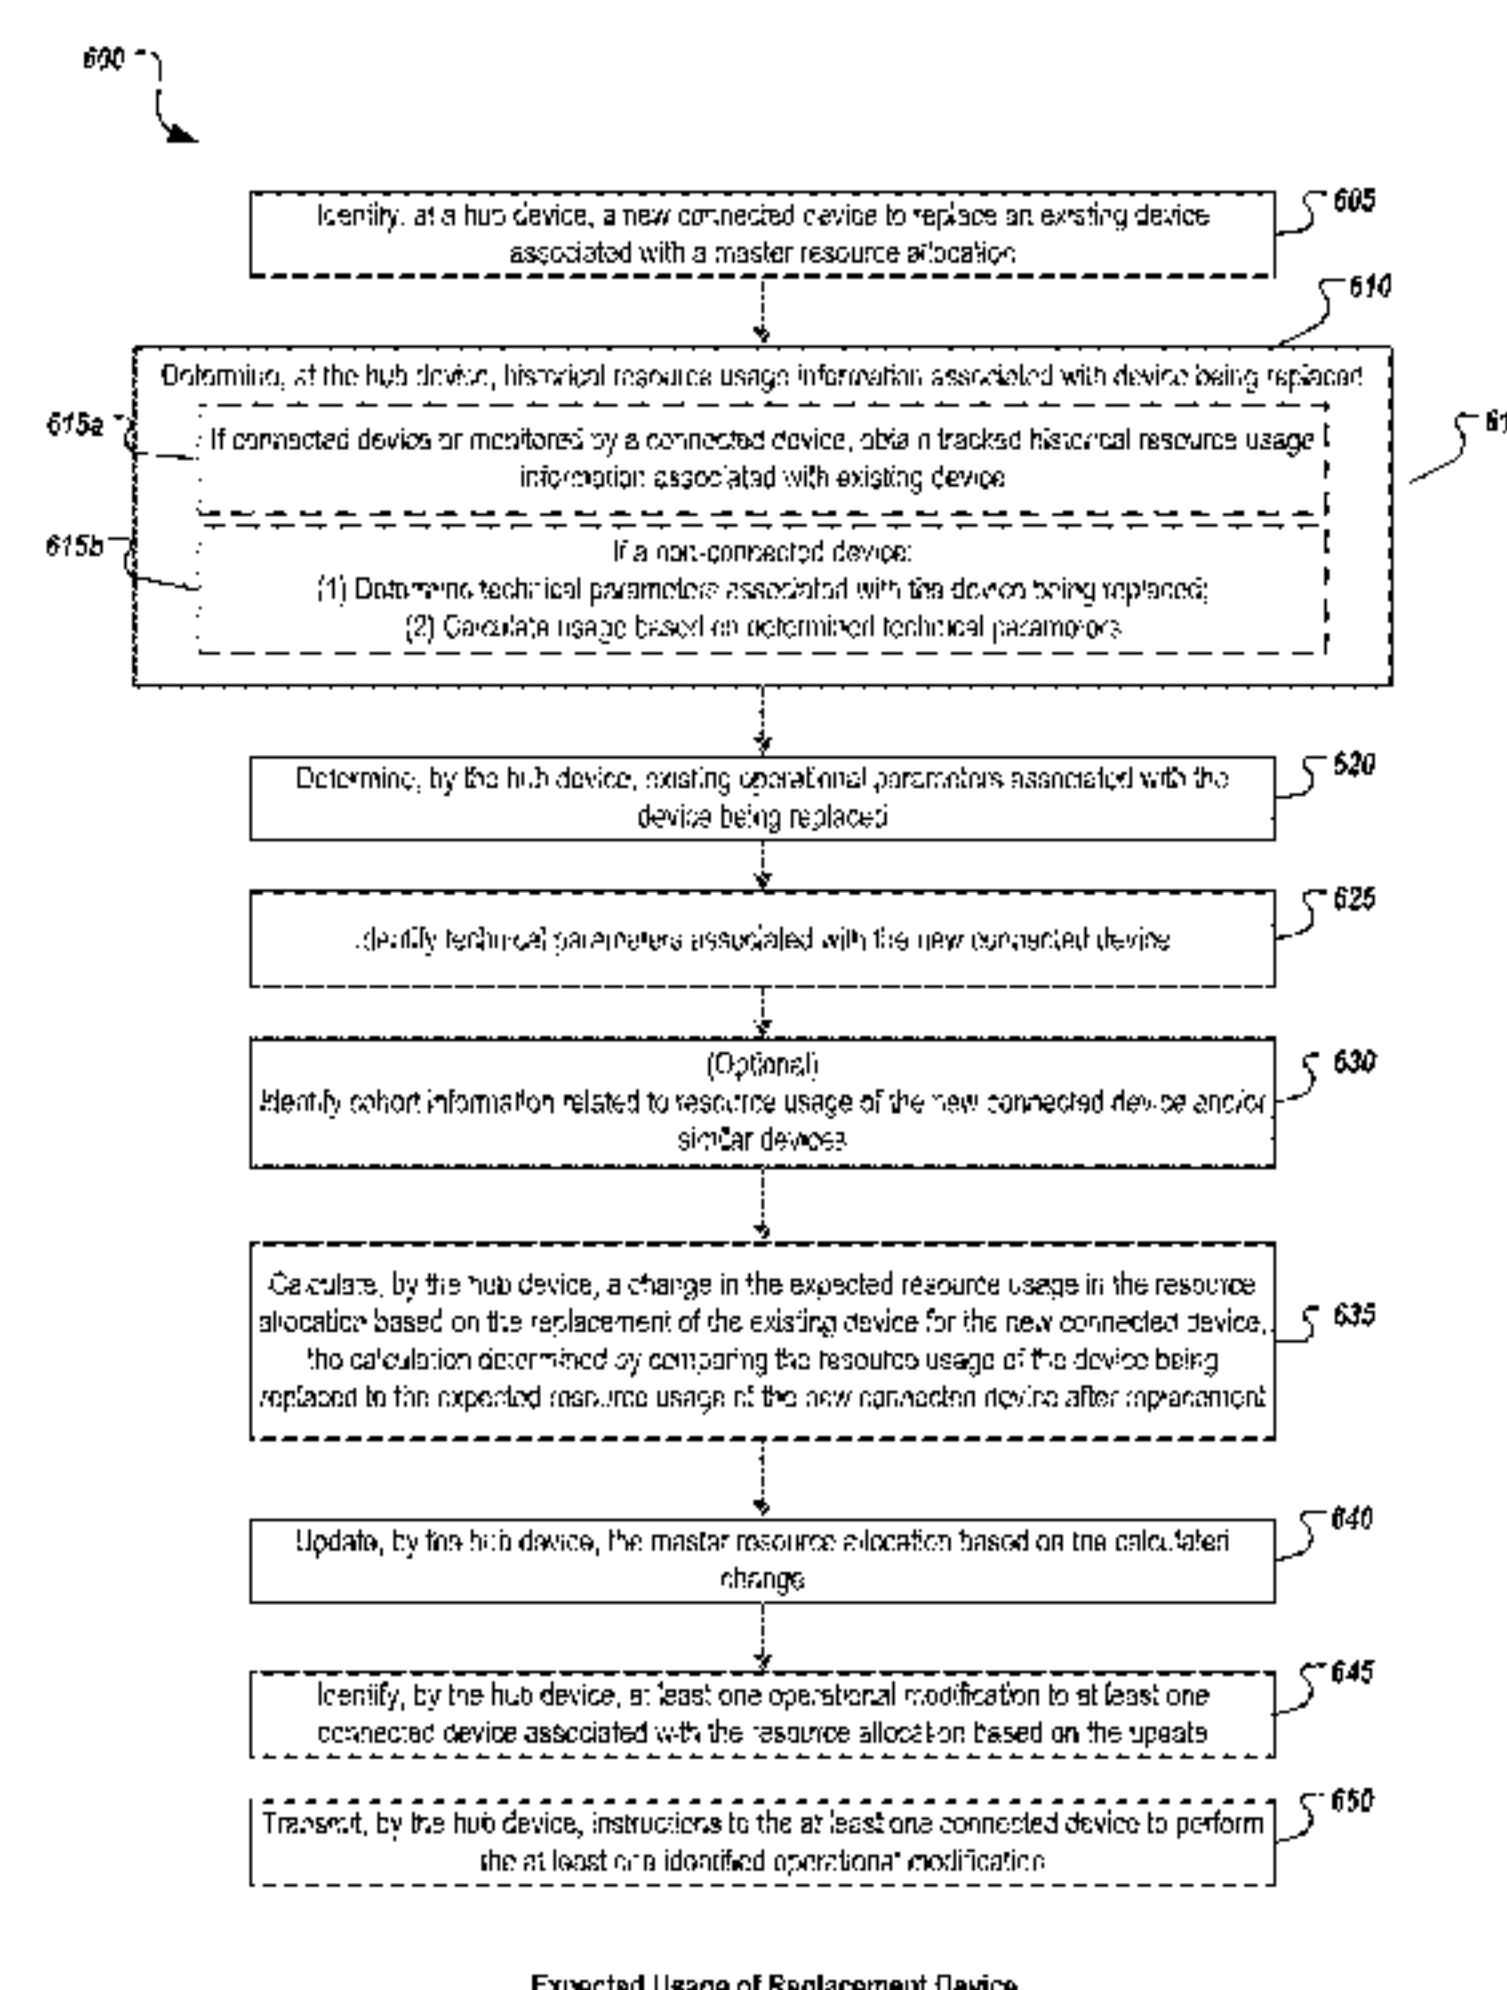 600
605
Identify, at a hub device, a new connected device to replace an existing device
associated with a master resource allocation
610
Determine, at the hub device, historical resource usage information associated with device being replaced
615a
If connected device or monitored by a connected device, obtain tracked historical resource usage
information associated with existing device
61
615b
If a non-connected device:
(1) Determine technical parameters associated with the device being replaced;
(2) Calculate usage based on determined technical parameters
620
Determine, by the hub device, existing operational parameters associated with the
device being replaced
625
Identify technical parameters associated with the new connected device
630
(Optional)
Identify cohort information related to resource usage of the new connected device and/or
similar devices
635
Calculate, by the hub device, a change in the expected resource usage in the resource
allocation based on the replacement of the existing device for the new connected device,
the calculation determined by comparing the resource usage of the device being
replaced to the expected resource usage of the new connected device after replacement
640
Update, by the hub device, the master resource allocation based on the calculated
change
645
Identify, by the hub device, at least one operational modification to at least one
connected device associated with the resource allocation based on the update
650
Transmit, by the hub device, instructions to the at least one connected device to perform
the at least one identified operational modification
Expected Usage of Replacement Device